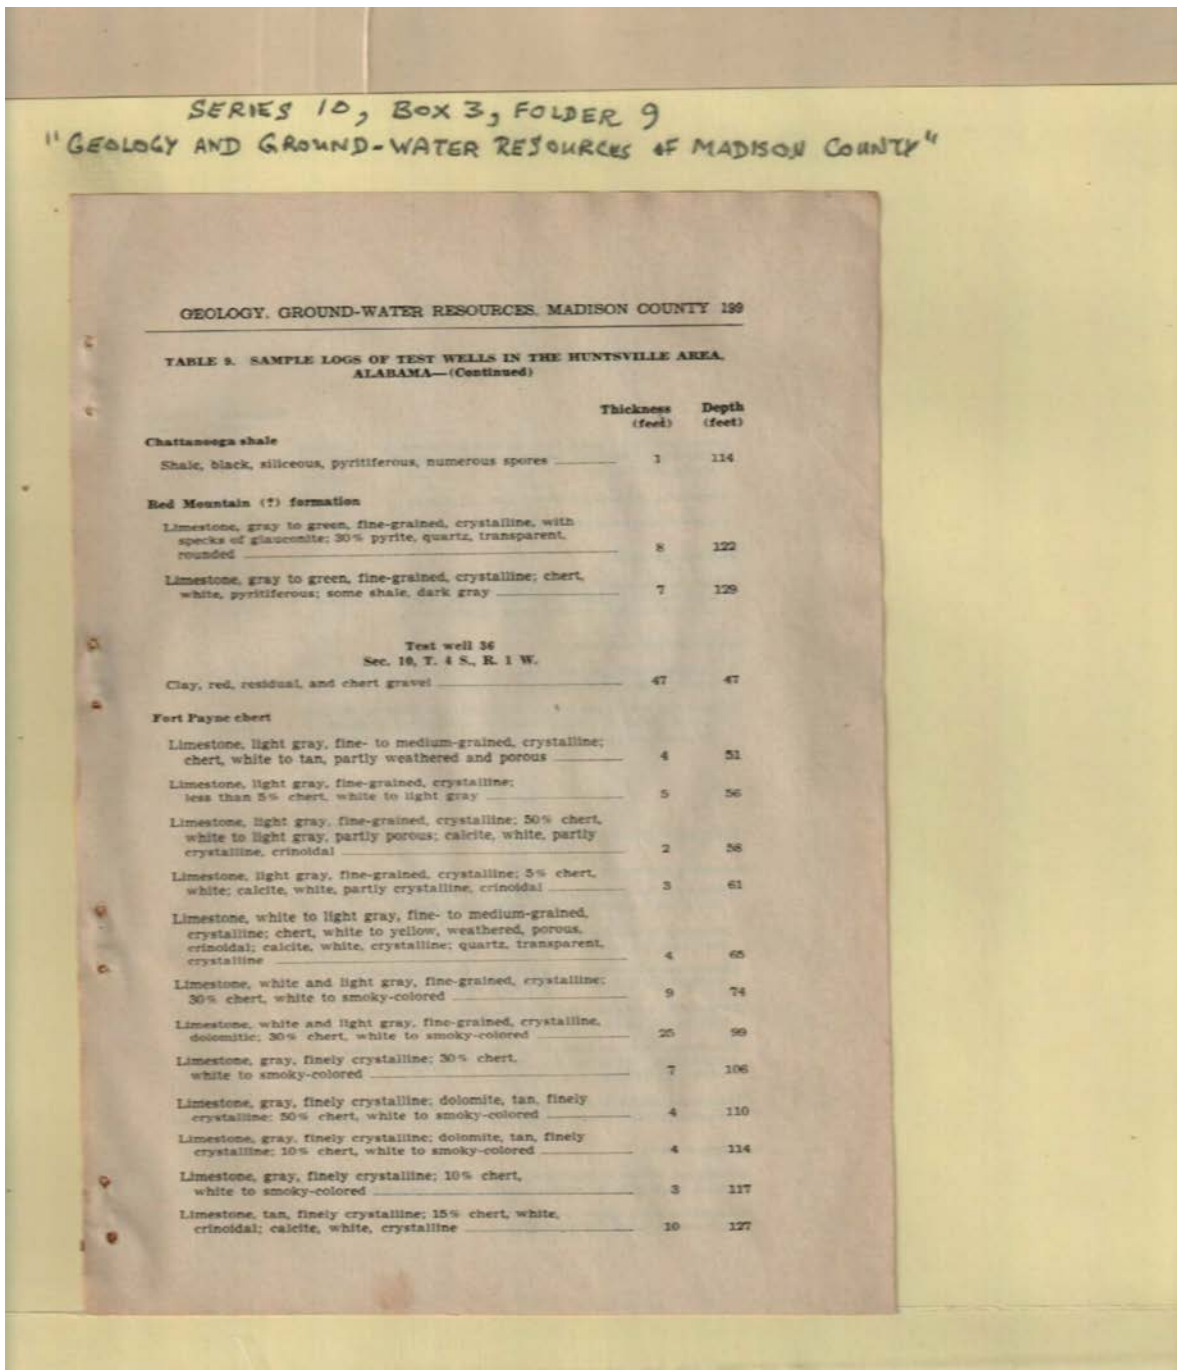 SERIES 10, BOX 3, FOLDER 9
"GEOLOGY AND GROUND-WATER RESOURCES OF MADISON COUNTY"
GEOLOGY, GROUND-WATER RESOURCES, MADISON COUNTY 199
TABLE 9. SAMPLE LOGS OF TEST WELLS IN THE HUNTSVILLE AREA,
ALABAMA—(Continued)
Thickness Depth
(feet) (feet)
Chattanooga shale
Shale, black, siliceous, pyritiferous, numerous spores 1 114
Red Mountain (?) formation
Limestone, gray to green, fine-grained, crystalline, with
specks of glauconite; 30% pyrite, quartz, transparent,
rounded 8 122
Limestone, gray to green, fine-grained, crystalline; chert,
white, pyritiferous; some shale, dark gray 7 129
Test well 36
Sec. 10, T. 4 S., R. 1 W.
Clay, red, residual, and chert gravel 47 47
Fort Payne chert
Limestone, light gray, fine- to medium-grained, crystalline;
chert, white to tan, partly weathered and porous 4 51
Limestone, light gray, fine-grained, crystalline;
less than 5% chert, white to light gray 5 56
Limestone, light gray, fine-grained, crystalline; 50% chert,
white to light gray, partly porous; calcite, white, partly
crystalline, crinoidal 2 58
Limestone, light gray, fine-grained, crystalline; 5% chert,
white; calcite, white, partly crystalline, crinoidal 3 61
Limestone, white to light gray, fine- to medium-grained,
crystalline; chert, white to yellow, weathered, porous,
crinoidal; calcite, white, crystalline; quartz, transparent,
crystalline 4 65
Limestone, white and light gray, fine-grained, crystalline;
30% chert, white to smoky-colored 9 74
Limestone, white and light gray, fine-grained, crystalline,
dolomitic; 30% chert, white to smoky-colored 25 99
Limestone, gray, finely crystalline; 30% chert,
white to smoky-colored 7 106
Limestone, gray, finely crystalline; dolomite, tan, finely
crystalline; 50% chert, white to smoky-colored 4 110
Limestone, gray, finely crystalline; dolomite, tan, finely
crystalline; 10% chert, white to smoky-colored 4 114
Limestone, gray, finely crystalline; 10% chert,
white to smoky-colored 3 117
Limestone, tan, finely crystalline; 15% chert, white,
crinoidal; calcite, white, crystalline 10 127